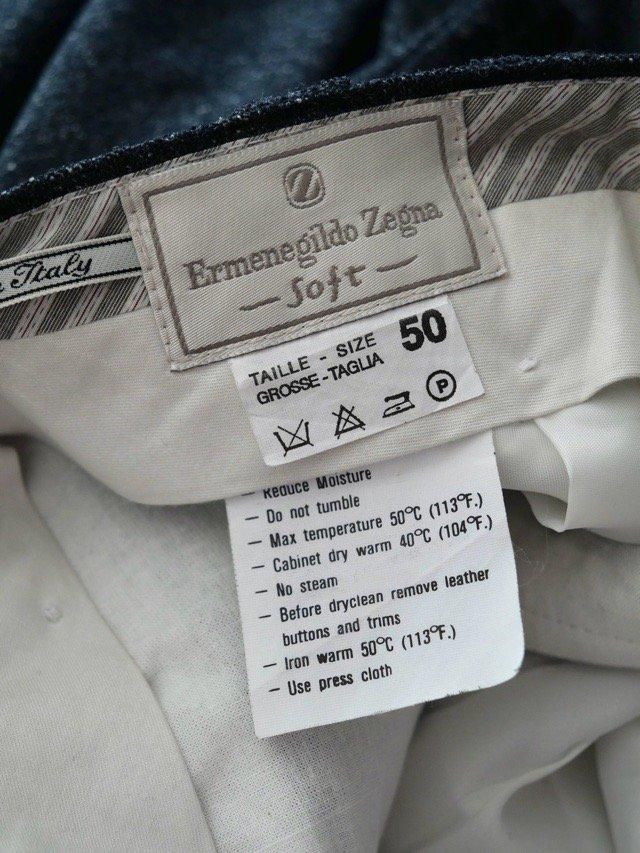 Z
Ermenegildo Zegna
Soft
Italy
TAILLE - SIZE 50
GROSSE-TAGLIA
P
- Reduce Moisture
- Do not tumble
- Max temperature 50°C (113°F.)
- Cabinet dry warm 40°C (104°F.)
- No steam
- Before dryclean remove leather
buttons and trims
- Iron warm 50°C (113°F.)
- Use press cloth